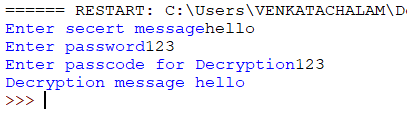 ====== RESTART: C:\Users\VENKATACHALAM\D
Enter secert messagehello
Enter password123
Enter passcode for Decryption123
Decryption message hello
>>>